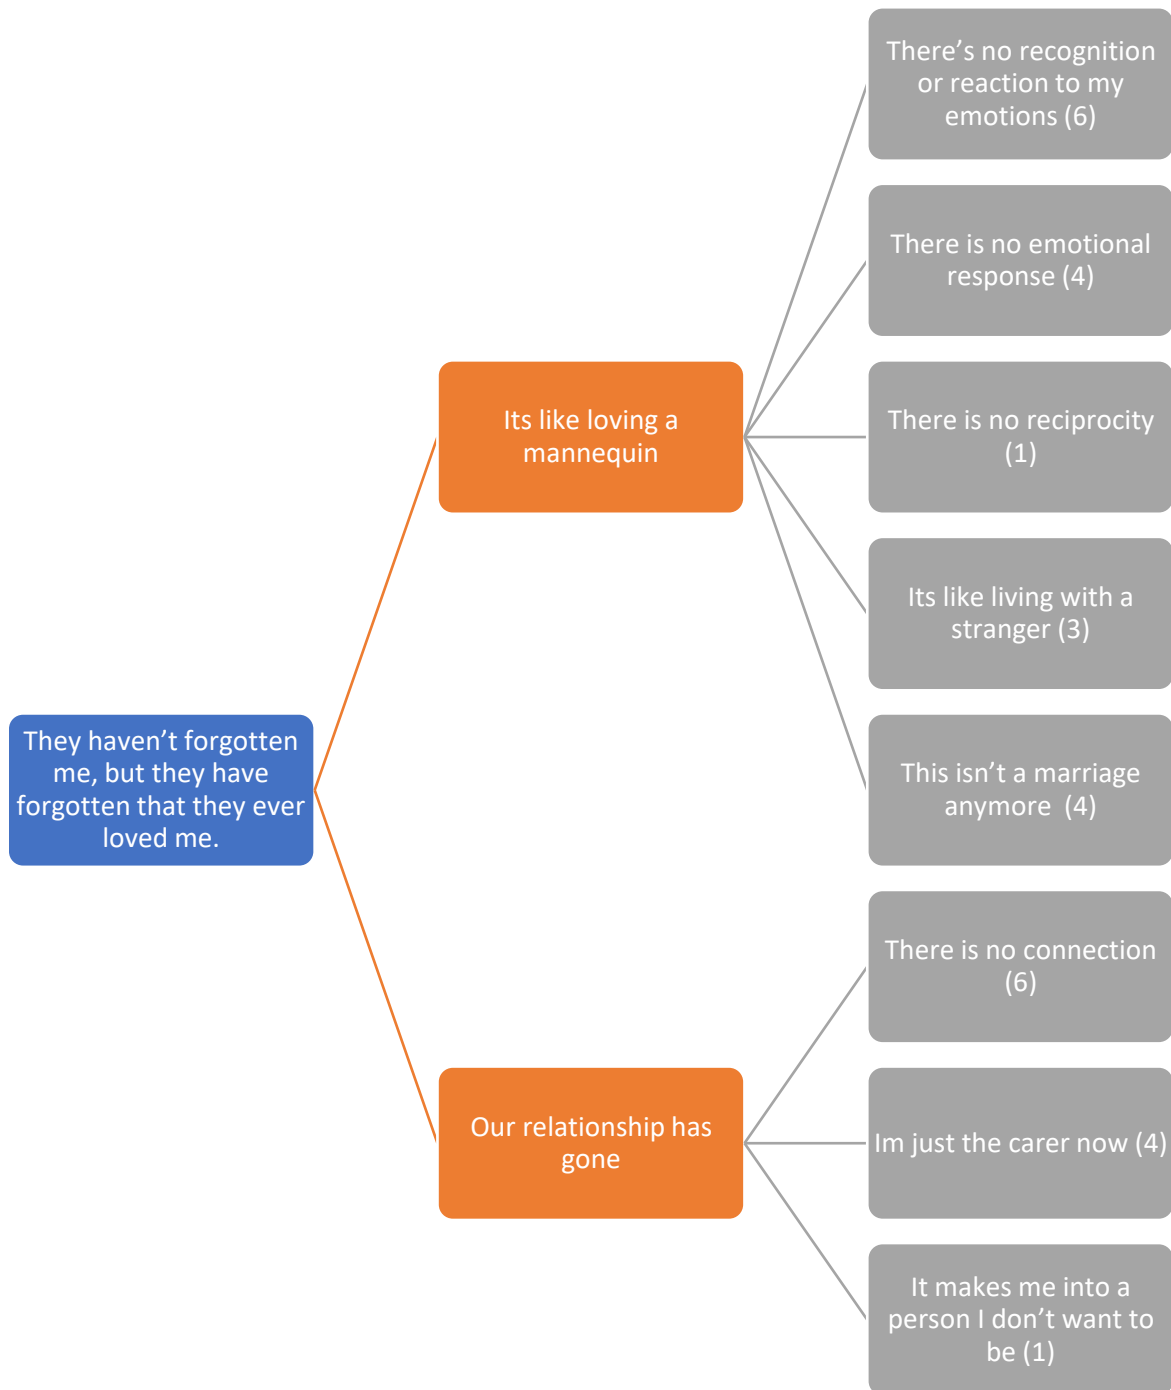 There’s no recognition
or reaction to my
emotions (6)
There is no emotional
response (4)
Its like loving a
mannequin
There is no reciprocity
(1)
Its like living with a
stranger (3)
They haven’t forgotten
me, but they have
forgotten that they ever
loved me.
This isn’t a marriage
anymore  (4)
There is no connection
(6)
Our relationship has
gone
Im just the carer now (4)
It makes me into a
person I don’t want to
be (1)